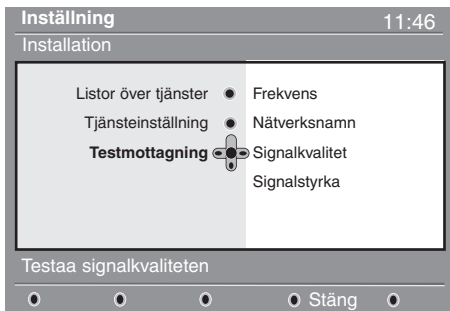 Inställning 11:46
Installation
Listor över tjänster Frekvens
Tjänsteinställning Nätverksnamn
Testmottagning Signalkvalitet
Signalstyrka
Testaa signalkvaliteten
Stäng